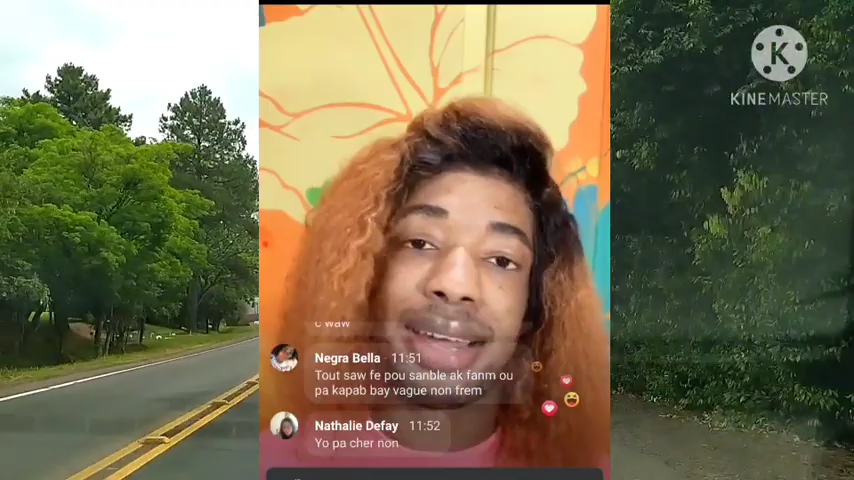 K
KINEMASTER
c waw
Negra Bella · 11:51
Tout saw fe pou sanble ak fanm ou
pa kapab bay vague non frem
Nathalie Defay 11:52
Yo pa cher non